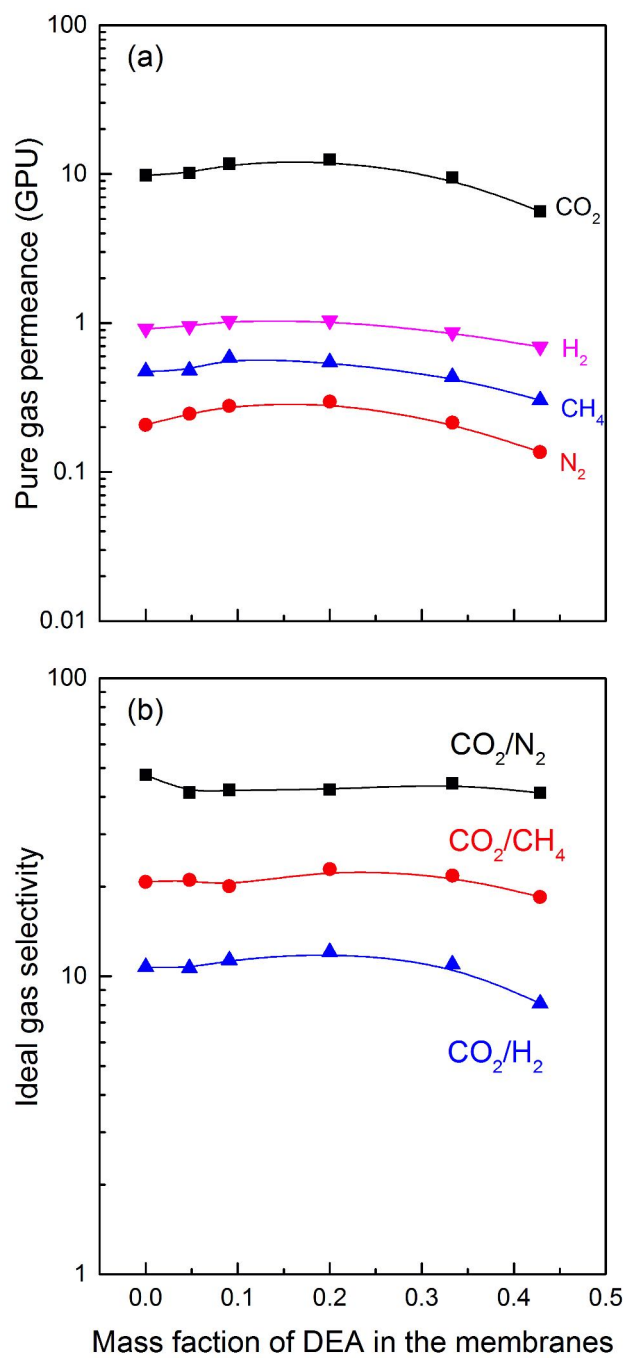 (a)
Pure gas permeance (GPU)
100
10
1
0.1
0.01
CO₂
H₂
CH₄
N₂
(b)
Ideal gas selectivity
100
10
1
CO₂/N₂
CO₂/CH₄
CO₂/H₂
0.0 0.1 0.2 0.3 0.4 0.5
Mass faction of DEA in the membranes